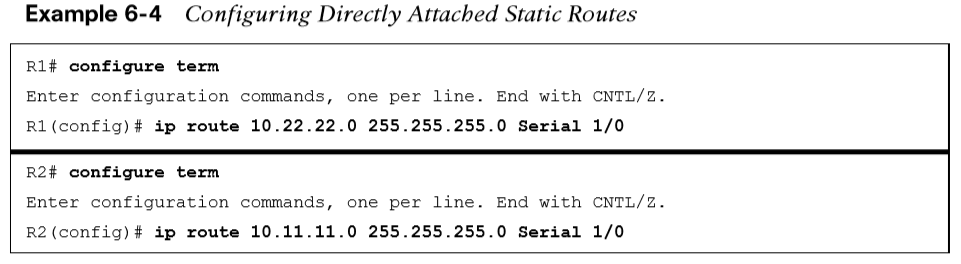 Example 6-4 Configuring Directly Attached Static Routes
R1# configure term
Enter configuration commands, one per line. End with CNTL/Z.
R1(config)# ip route 10.22.22.0 255.255.255.0 Serial 1/0
R2# configure term
Enter configuration commands, one per line. End with CNTL/Z.
R2(config)# ip route 10.11.11.0 255.255.255.0 Serial 1/0